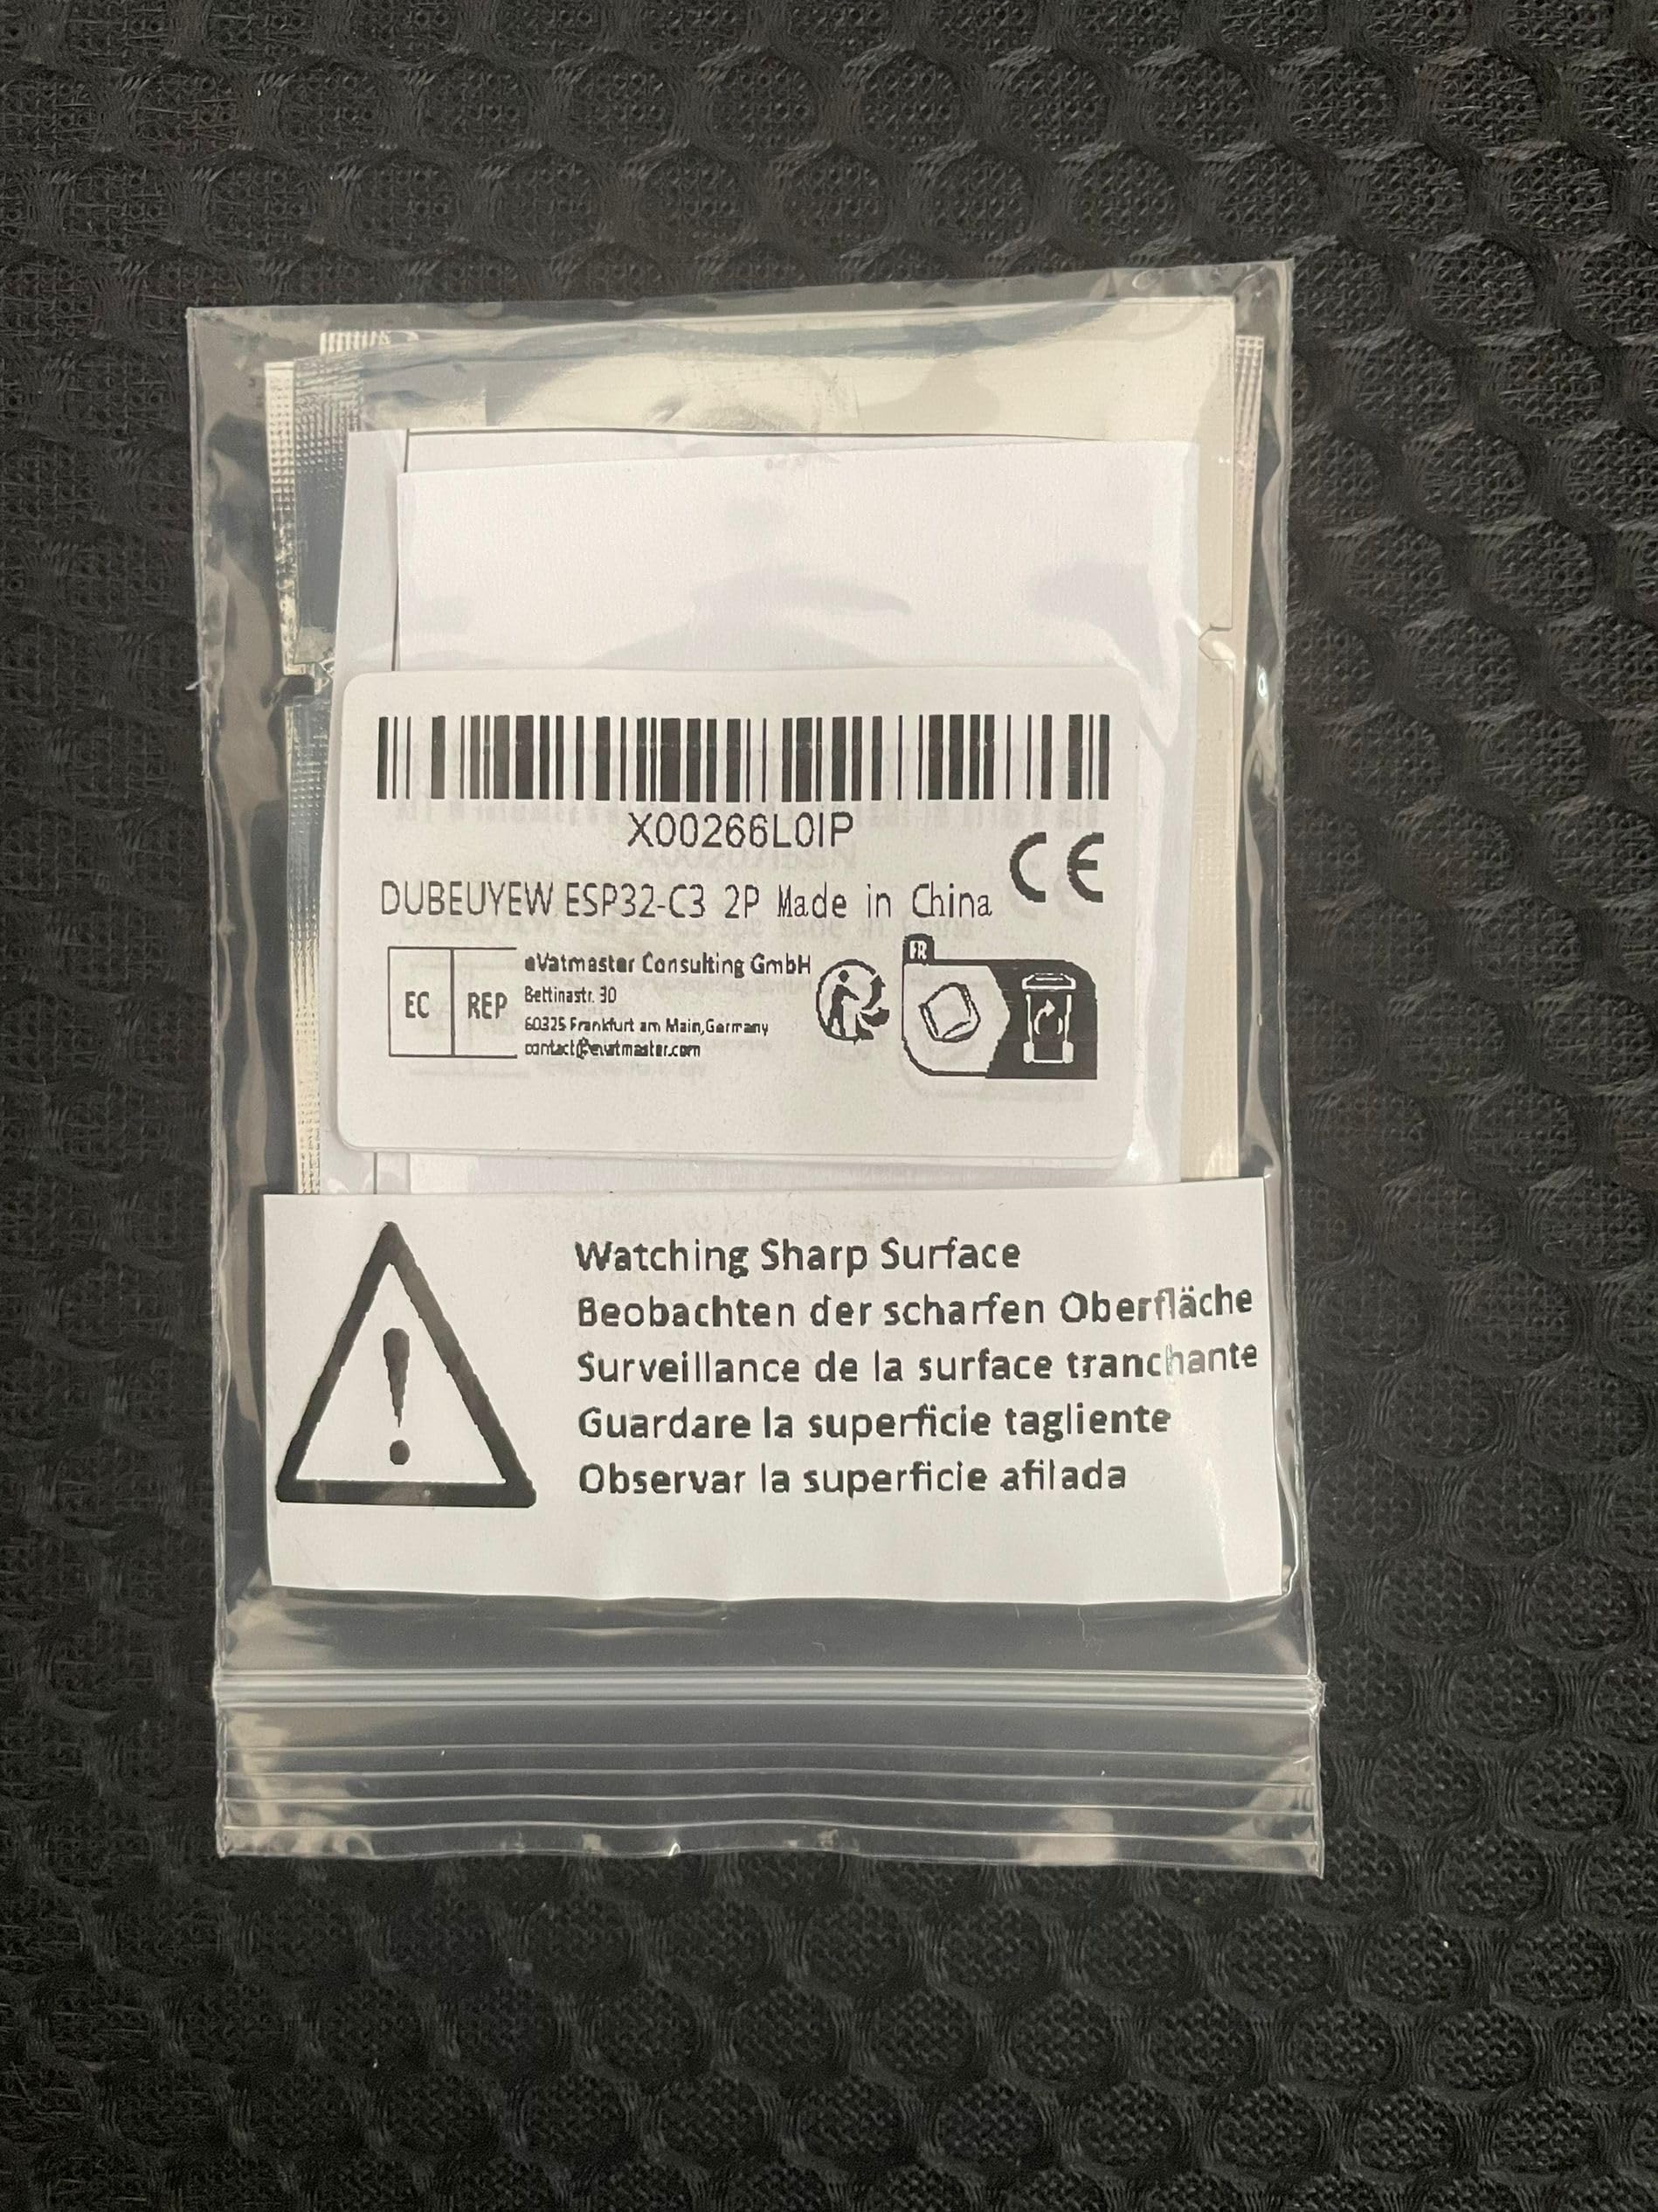 X00266L0IP
DUBEUYEW ESP32-C3 2P Made in China
CE
EC REP
eVatmaster Consulting GmbH
Bettinastr. 30
60325 Frankfurt am Main,Germany
contact@evatmaster.com
FR
Watching Sharp Surface
Beobachten der scharfen Oberfläche
Surveillance de la surface tranchante
Guardare la superficie tagliente
Observar la superficie afilada